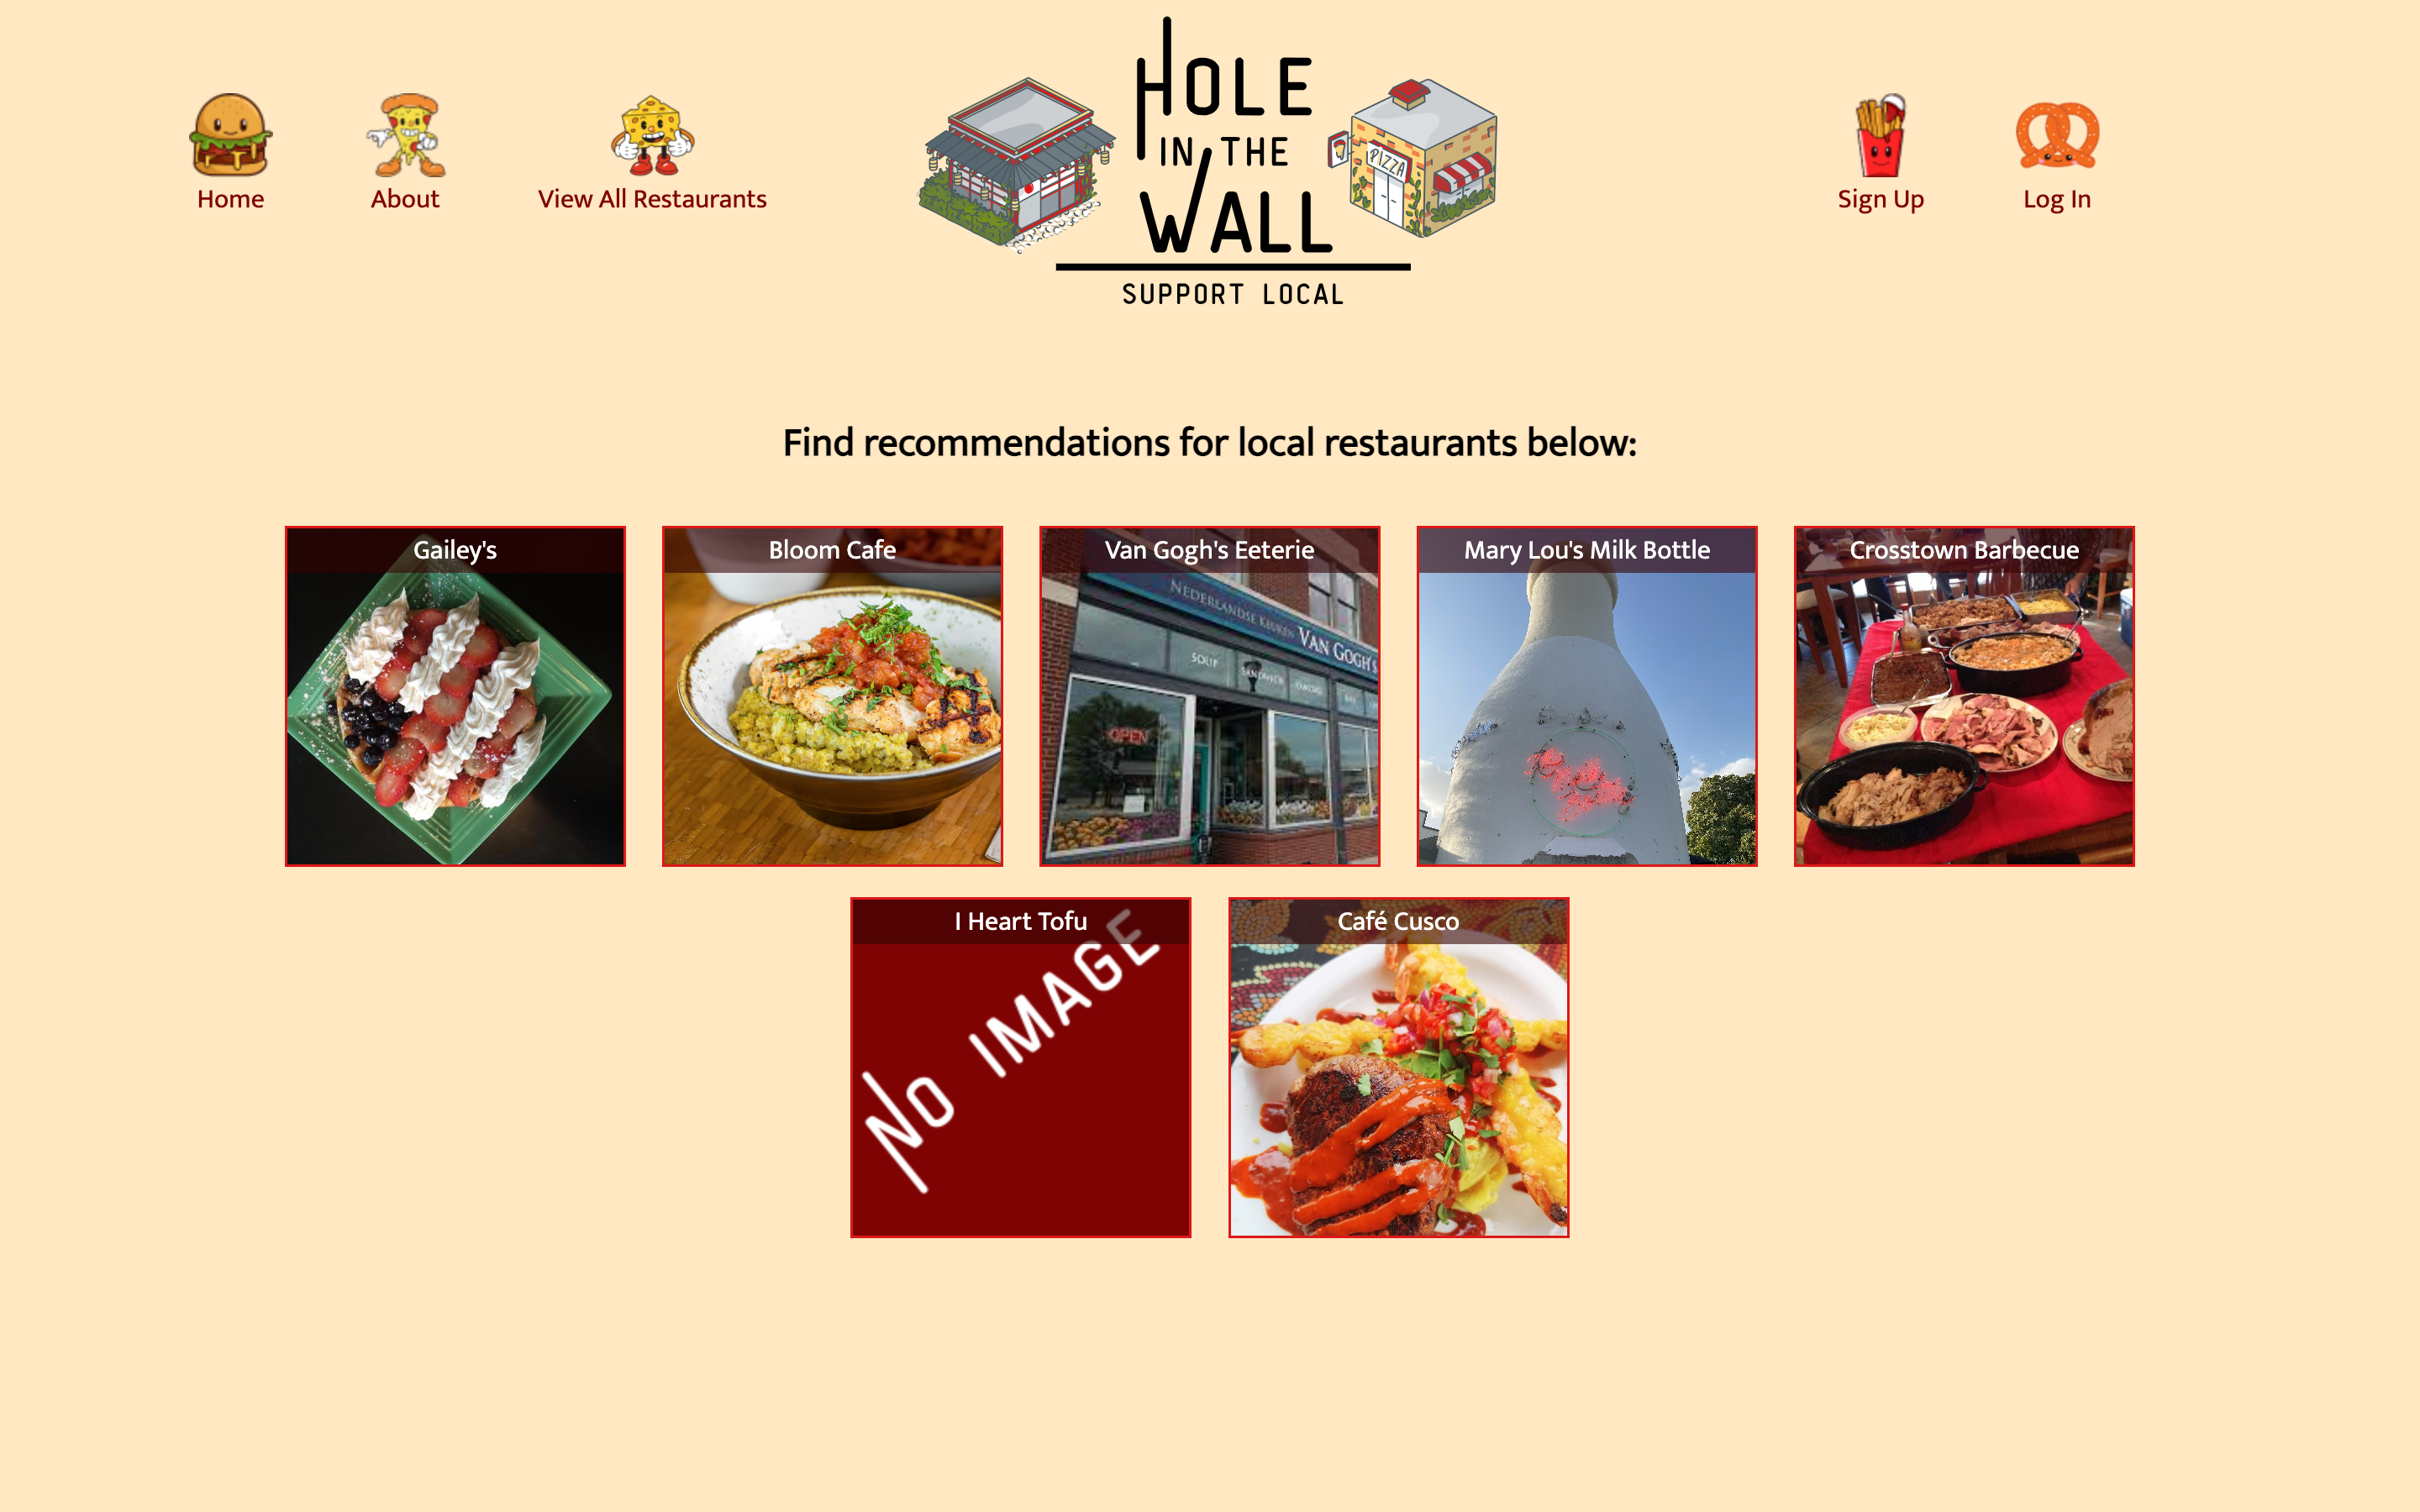 HOLE
IN THE
WALL
SUPPORT LOCAL
PIZZA
Home
About
View All Restaurants
Sign Up
Log In
Find recommendations for local restaurants below:
Gailey's
Bloom Cafe
Van Gogh's Eeterie
NEDERLANDSE KEUKEN VAN GOGH'S
SOUP
SANDWICH
OPEN
Mary Lou's Milk Bottle
Crosstown Barbecue
I Heart Tofu
NO IMAGE
Café Cusco